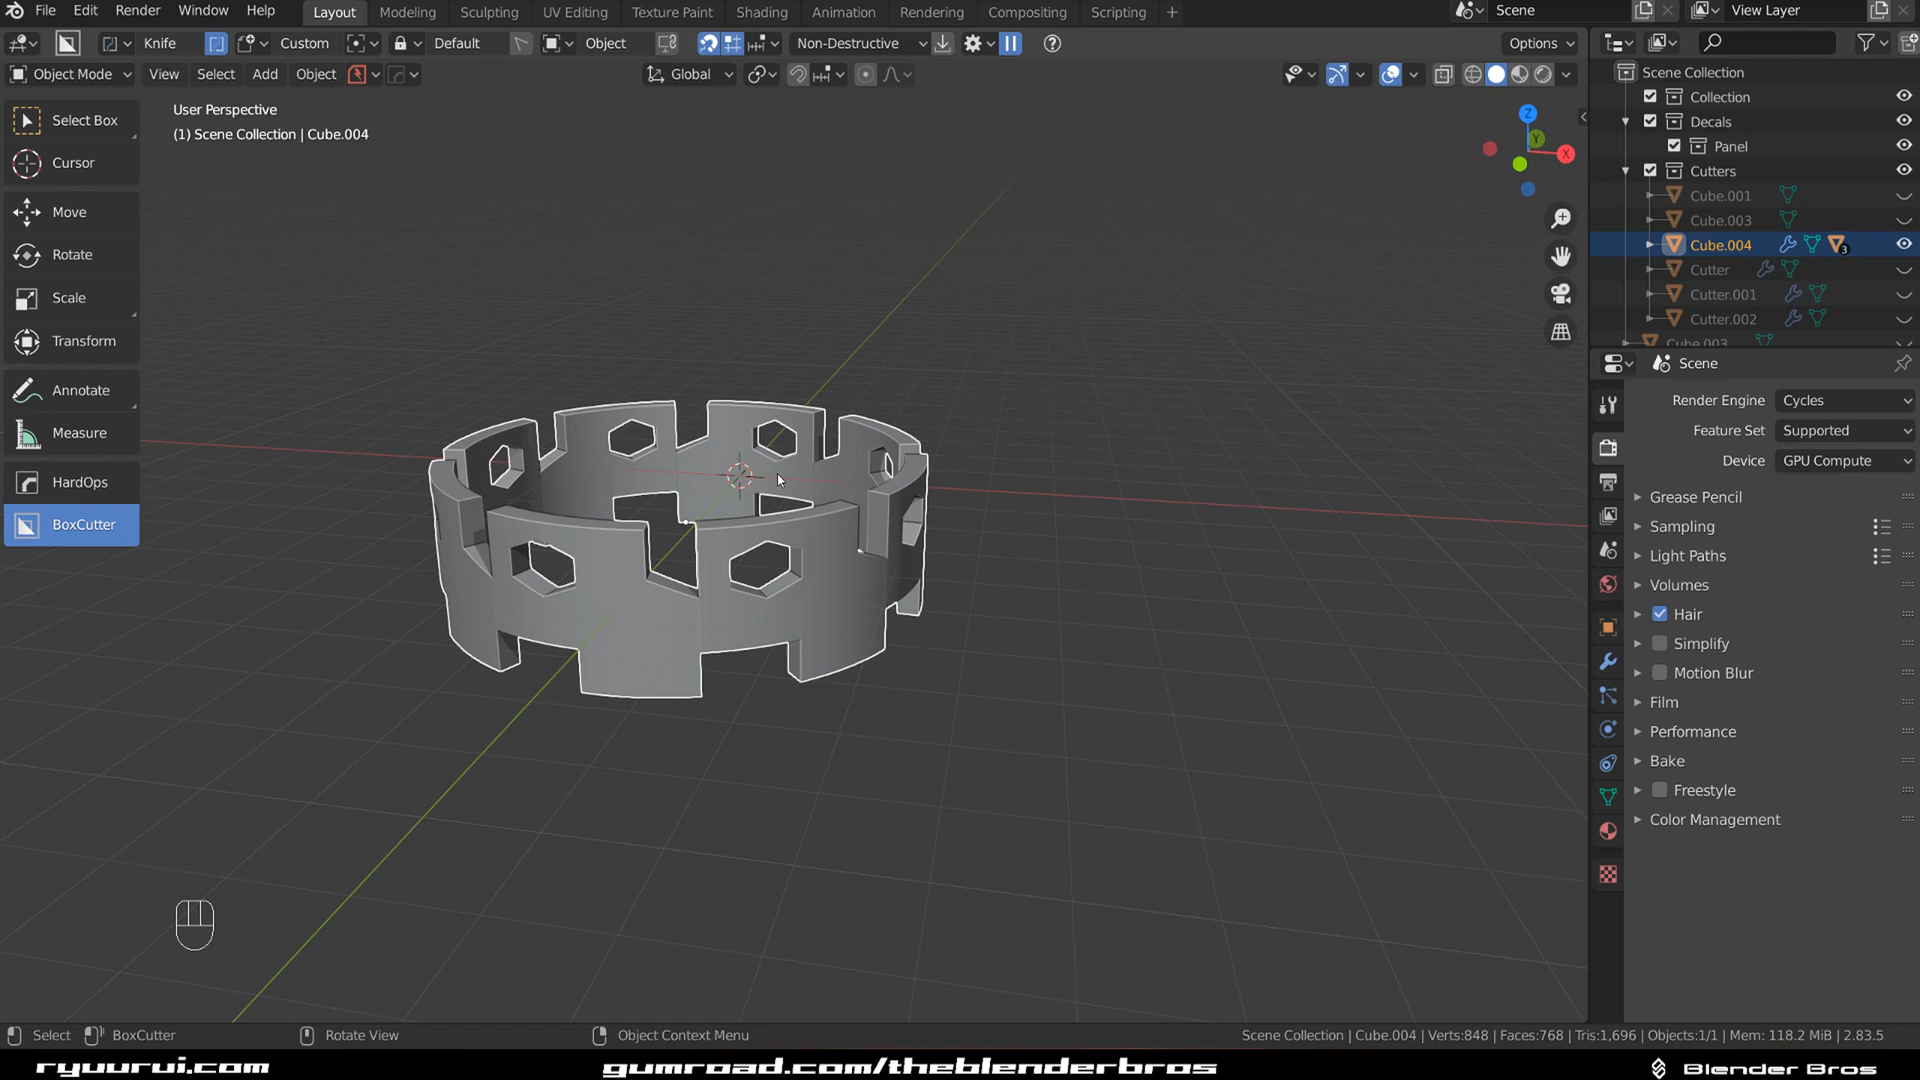 File Edit Render Window Help Layout Modeling Sculpting UV Editing Texture Paint Shading Animation Rendering Compositing Scripting + Scene View Layer
Knife Custom Default Object Non-Destructive Options
Object Mode View Select Add Object Global
User Perspective
(1) Scene Collection | Cube.004
Select Box
Cursor
Move
Rotate
Scale
Transform
Annotate
Measure
HardOps
BoxCutter
Z
Y
X
Scene Collection
Collection
Decals
Panel
Cutters
Cube.001
Cube.003
Cube.004 3
Cutter
Cutter.001
Cutter.002
Cube.003
Scene
Render Engine Cycles
Feature Set Supported
Device GPU Compute
Grease Pencil
Sampling
Light Paths
Volumes
Hair
Simplify
Motion Blur
Film
Performance
Bake
Freestyle
Color Management
Select BoxCutter Rotate View Object Context Menu Scene Collection | Cube.004 | Verts:848 | Faces:768 | Tris:1,696 | Objects:1/1 | Mem: 118.2 MiB | 2.83.5
ryuurui.com gumroad.com/theblenderbros Blender Bros